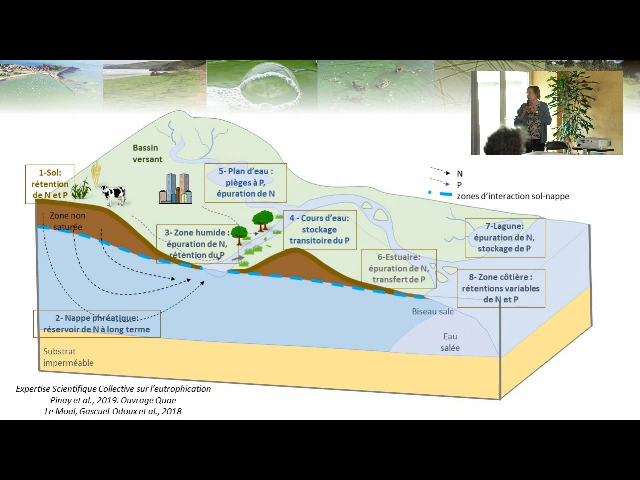 Bassin
versant
1-Sol:
rétention
de N et P
Zone non
saturée
5- Plan d'eau :
pièges à P,
épuration de N
N
P
zones d'interaction sol-nappe
3- Zone humide :
épuration de N,
rétention du P
4 - Cours d'eau:
stockage
transitoire du P
7-Lagune:
épuration de N,
stockage de P
6-Estuaire:
épuration de N,
transfert de P
8- Zone côtière :
rétentions variables
de N et P
2- Nappe phréatique:
réservoir de N à long terme
Biseau salé
Eau
salée
Substrat
imperméable
Expertise Scientifique Collective sur l'eutrophication
Pinay et al., 2019. Ouvrage Quae
Le Moal, Gascuel-Odoux et al., 2018